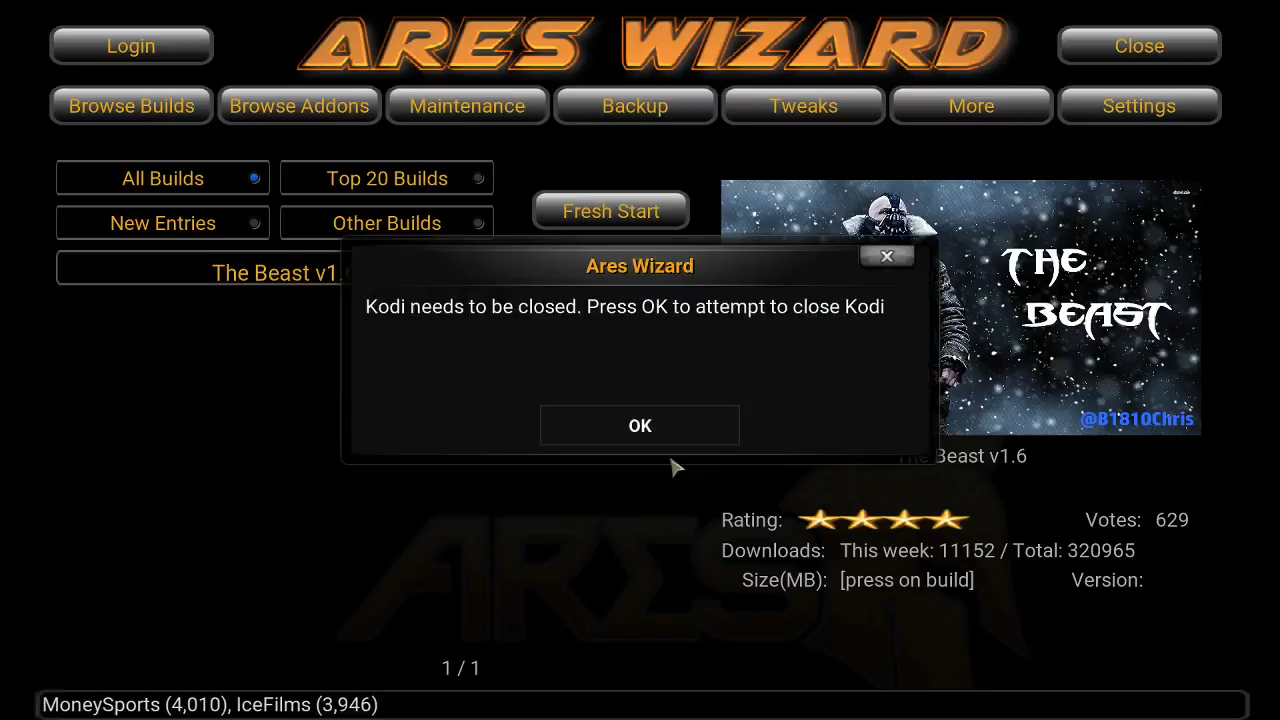 Login
ARES WIZARD
Close
Browse Builds
Browse Addons
Maintenance
Backup
Tweaks
More
Settings
All Builds
Top 20 Builds
New Entries
Other Builds
Fresh Start
The Beast v1.
Ares Wizard
Kodi needs to be closed. Press OK to attempt to close Kodi
OK
THE
BEAST
@B1810Chris
Beast v1.6
Rating:
Votes: 629
Downloads: This week: 11152 / Total: 320965
Size(MB): [press on build]
Version:
ARES
1 / 1
MoneySports (4,010), IceFilms (3,946)